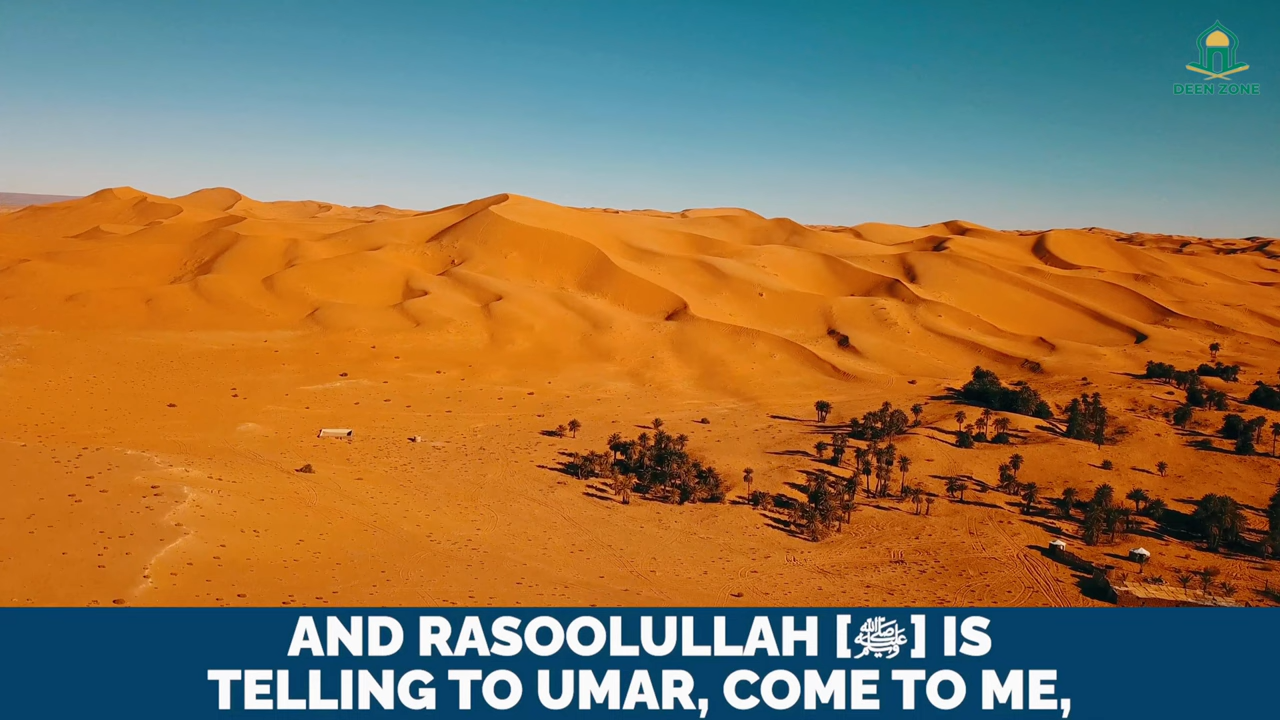 DEEN ZONE
AND RASOOLULLAH [ﷺ] IS
TELLING TO UMAR, COME TO ME,